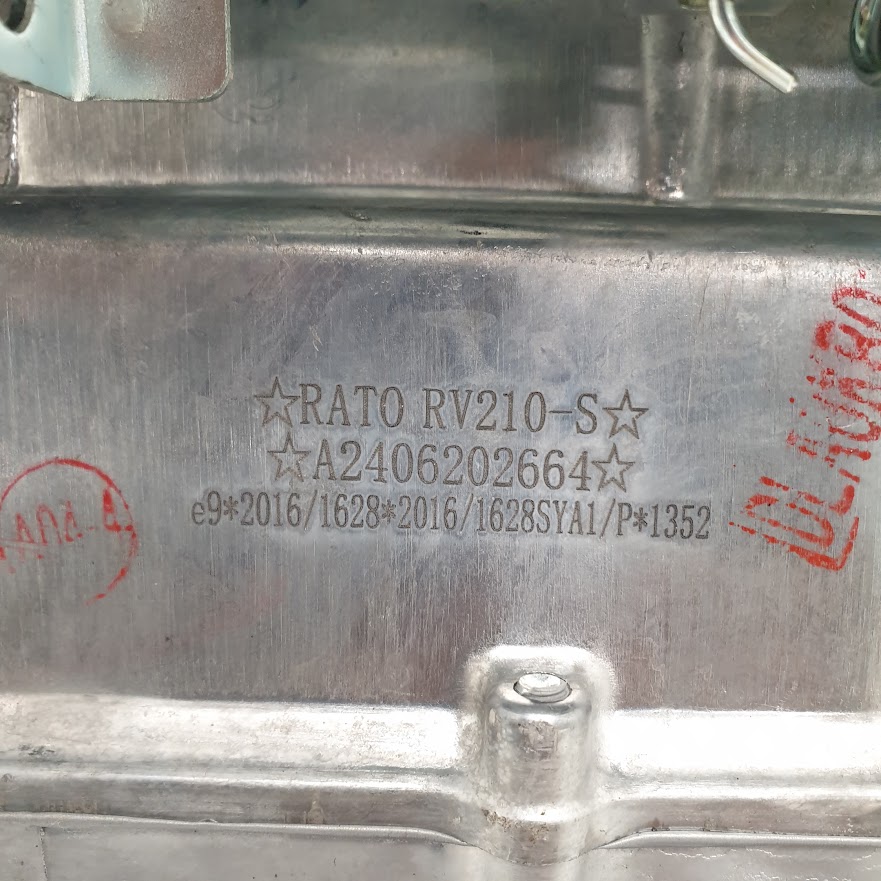 ☆RATO RV210-S☆
☆A2406202664☆
e9*2016/1628*2016/1628SYA1/P*1352